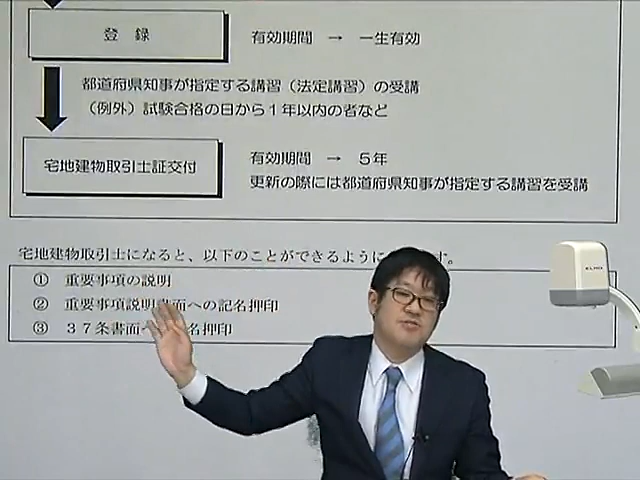 登 録
有効期間 → 一生有効
都道府県知事が指定する講習(法定講習)の受講
(例外)試験合格の日から1年以内の者など
宅地建物取引士証交付
有効期間 → 5年
更新の際には都道府県知事が指定する講習を受講
宅地建物取引士になると、以下のことができるように す。
① 重要事項の説明
② 重要事項説明書面への記名押印
③ 37条書面 名押印
ELMO